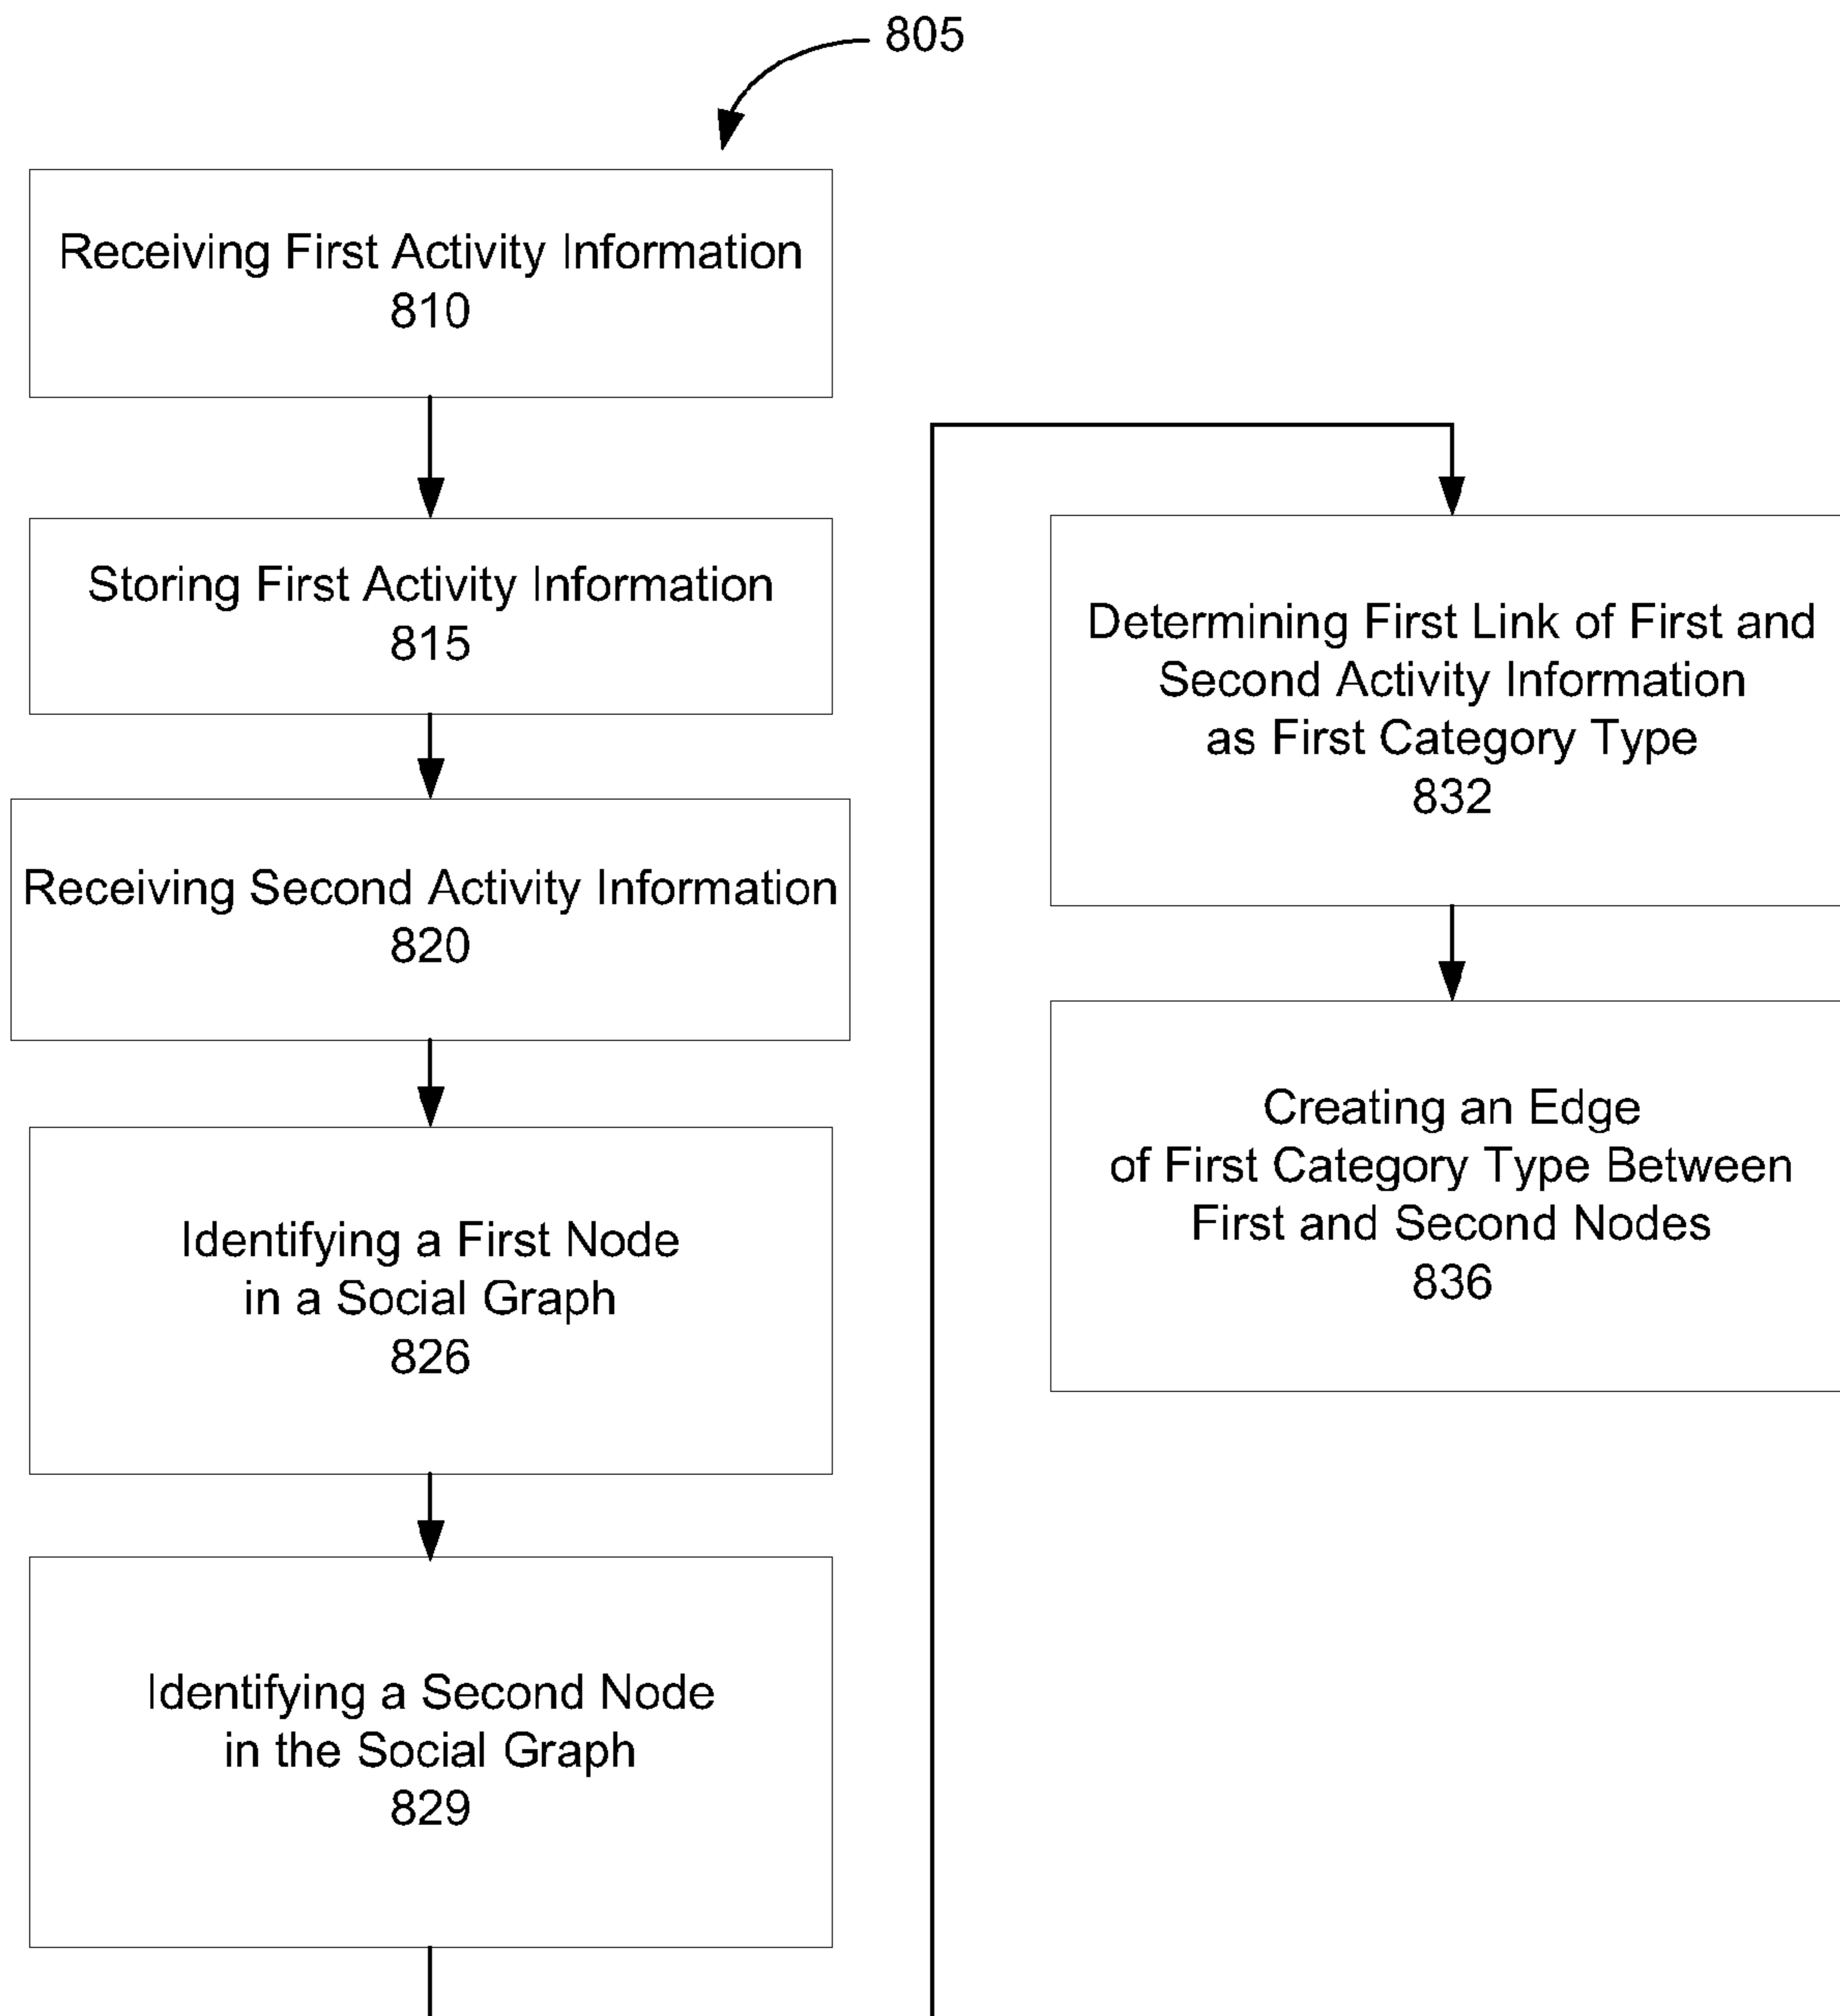 805
Receiving First Activity Information
810
Storing First Activity Information
815
Receiving Second Activity Information
820
Identifying a First Node
in a Social Graph
826
Identifying a Second Node
in the Social Graph
829
Determining First Link of First and
Second Activity Information
as First Category Type
832
Creating an Edge
of First Category Type Between
First and Second Nodes
836